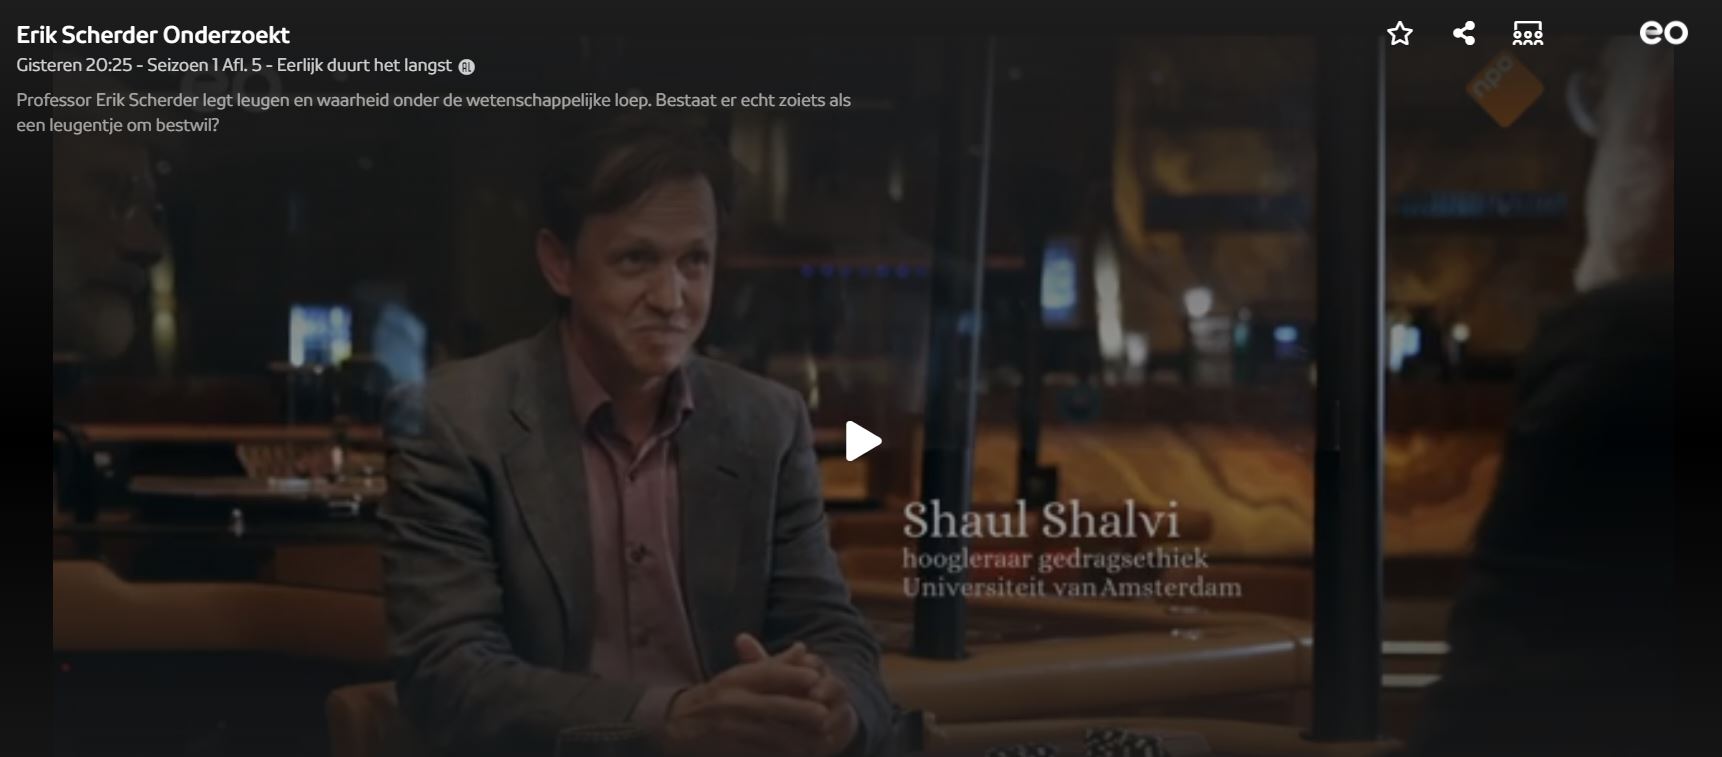 Erik Scherder Onderzoekt
Gisteren 20:25 - Seizoen 1 Afl. 5 - Eerlijk duurt het langst AL
Professor Erik Scherder legt leugen en waarheid onder de wetenschappelijke loep. Bestaat er echt zoiets als
een leugentje om bestwil?
eo
npo
eo
Shaul Shalvi
hoogleraar gedragsethiek
Universiteit van Amsterdam